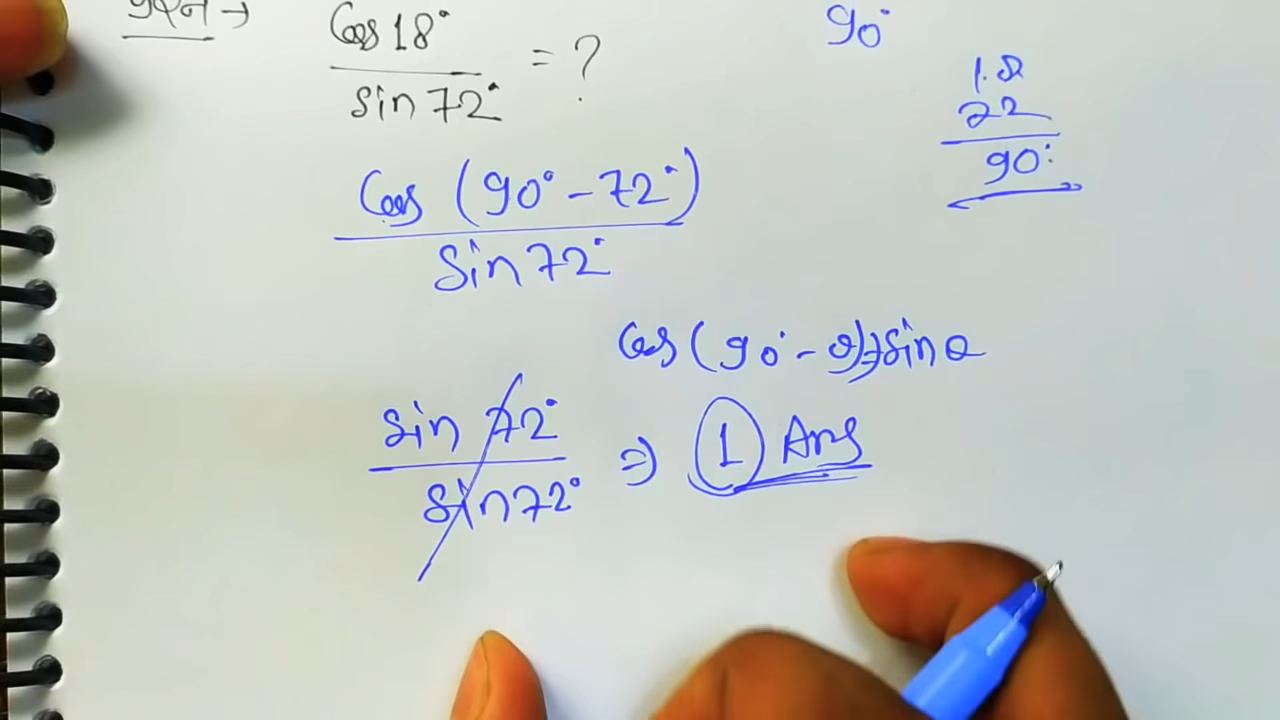 प्रश्न →
Cos 18°
sin 72° = ?
90°
18
72
90°
Cos (90° - 72°)
sin 72°
Cos (90° - θ) = sin θ
sin 72°
sin 72° ⇒ 1 Ans